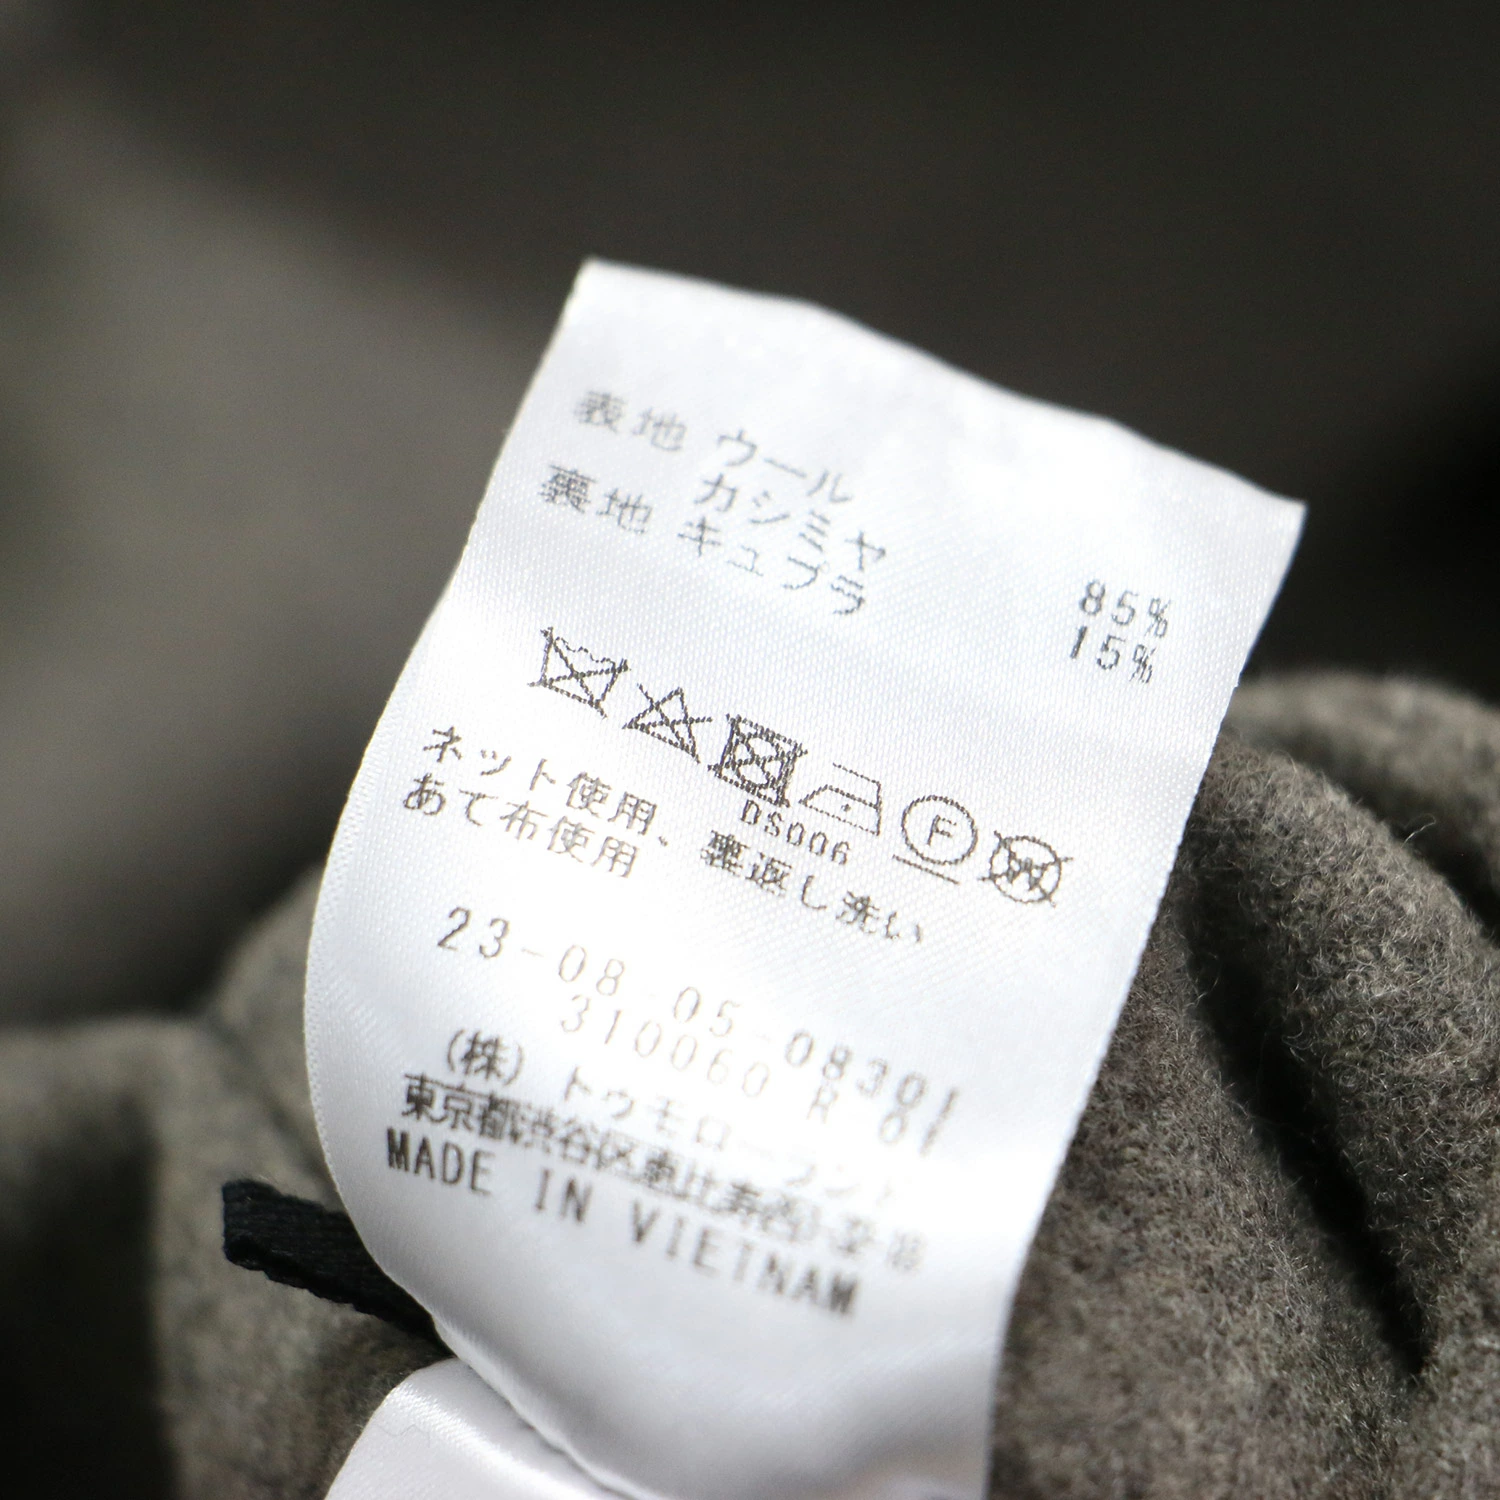 表地 ウール 85%
カシミヤ 15%
裏地 キュプラ
F
W
DS006
ネット使用、裏返し洗い
あて布使用
23-08-05-08301
310060 R 01
(株) トゥモローランド
東京都渋谷区恵比寿西
MADE IN VIETNAM